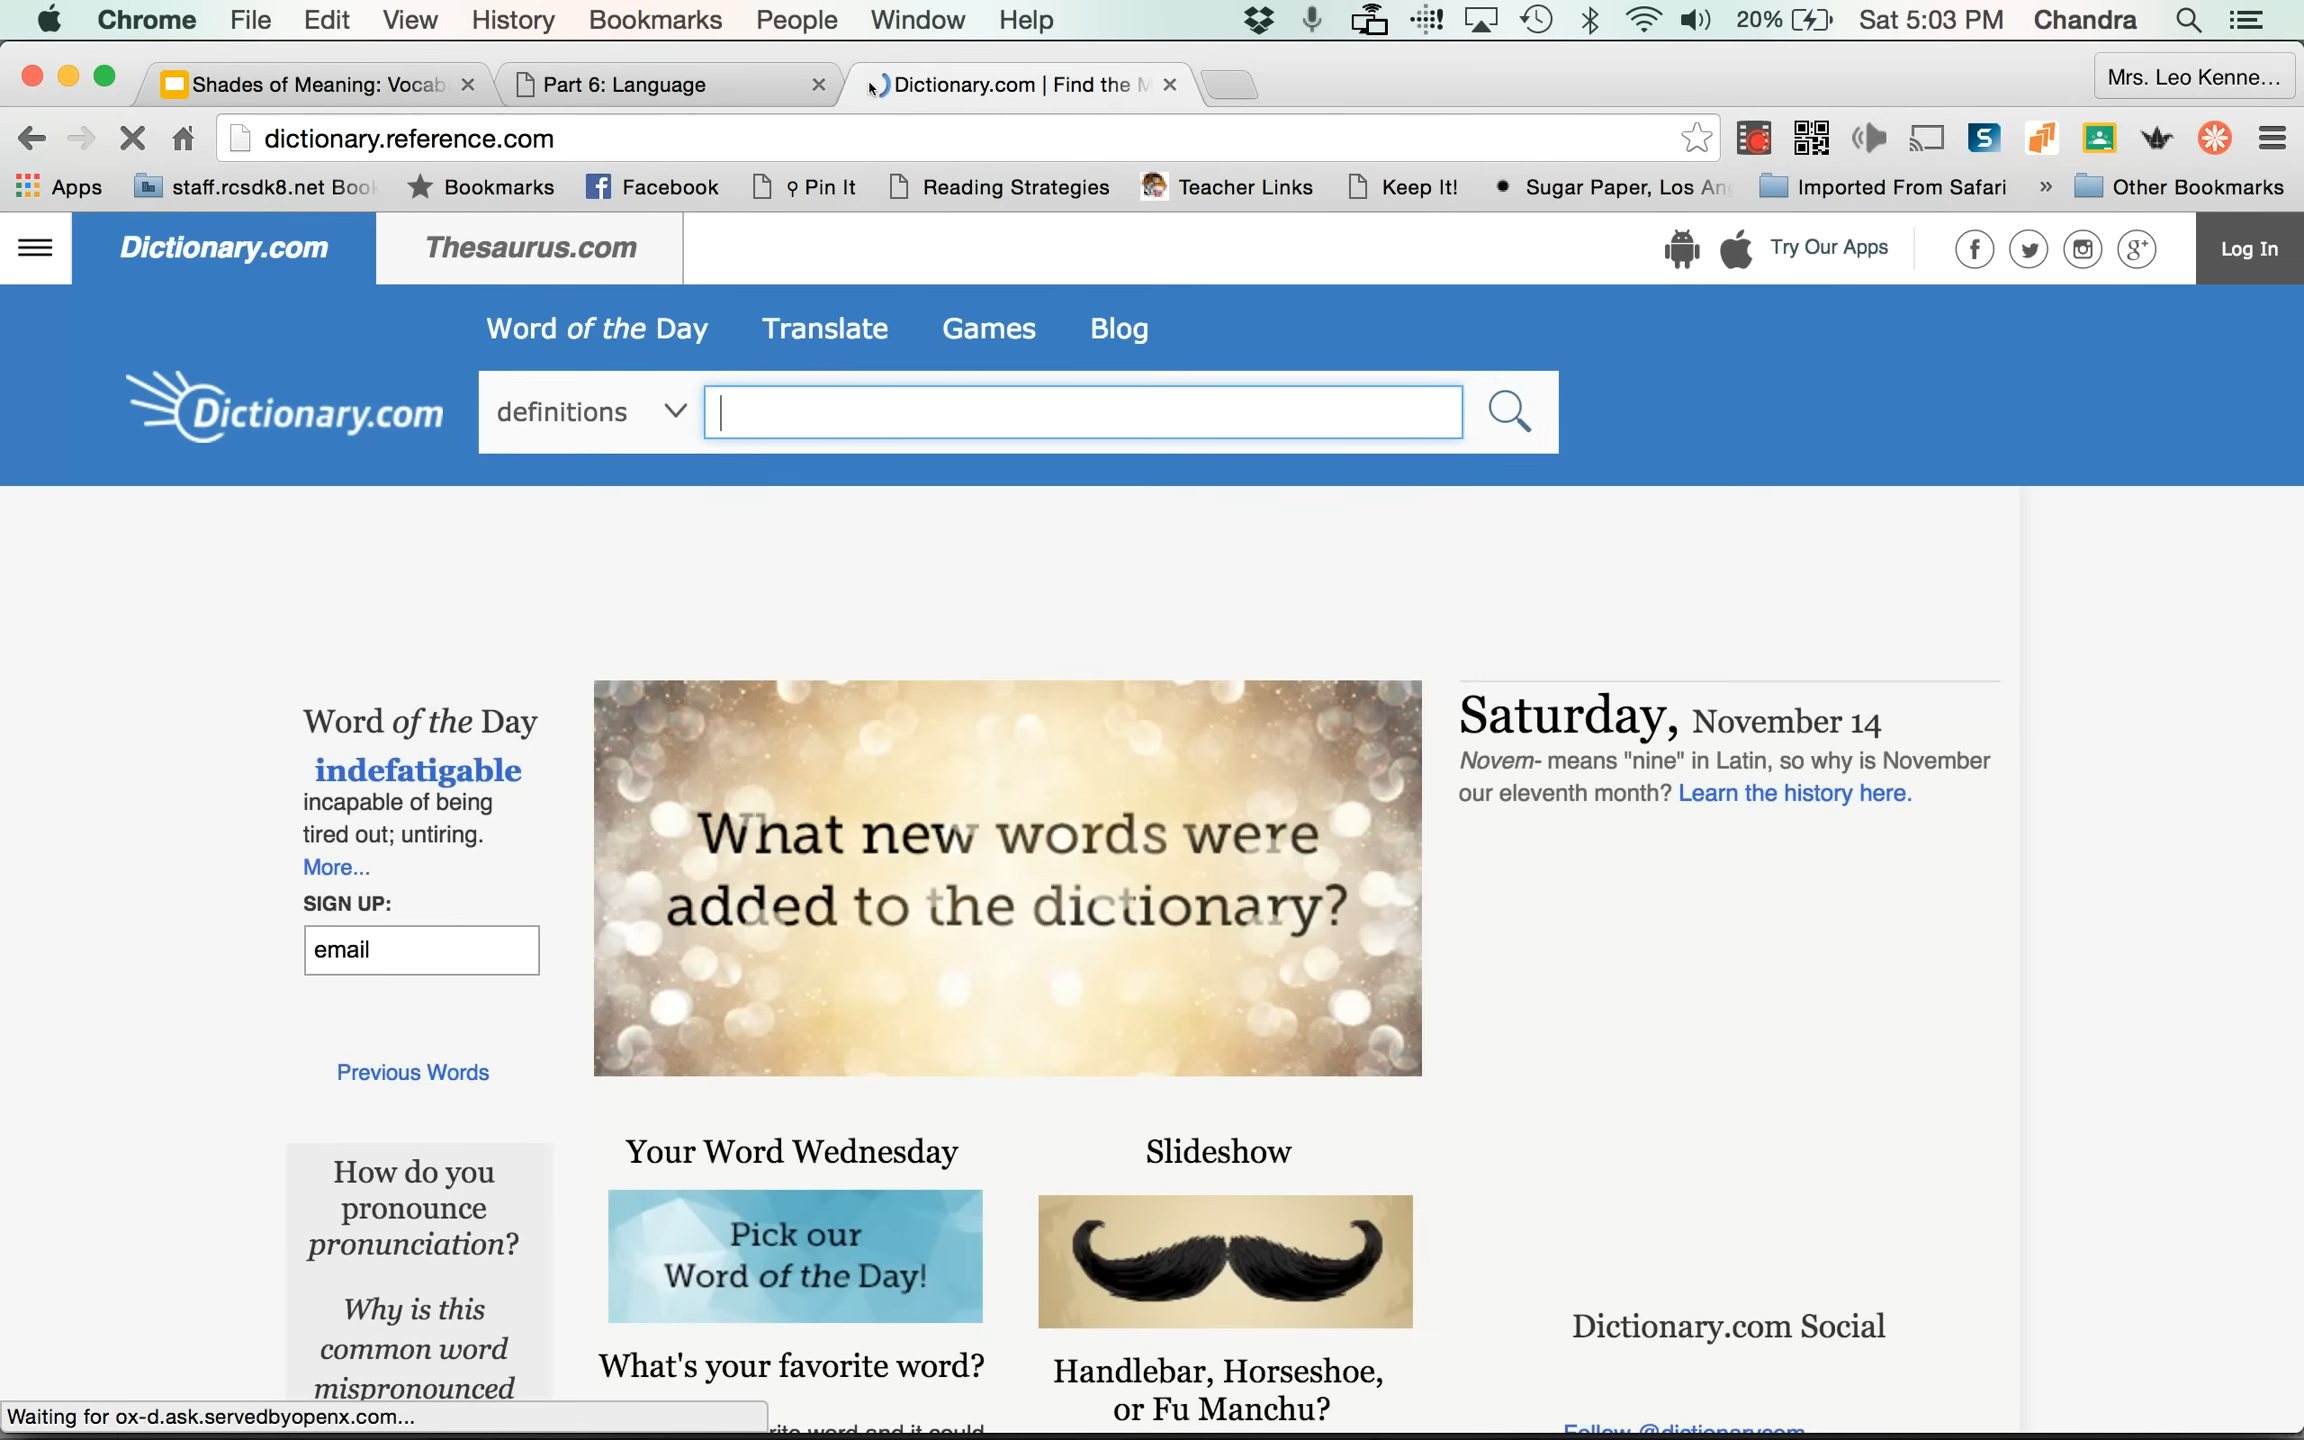 Chrome File Edit View History Bookmarks People Window Help 20% Sat 5:03 PM Chandra
Shades of Meaning: Vocab Part 6: Language Dictionary.com | Find the M Mrs. Leo Kenne...
dictionary.reference.com
Apps staff.rcsdk8.net Book Bookmarks Facebook Pin It Reading Strategies Teacher Links Keep It! Sugar Paper, Los An Imported From Safari » Other Bookmarks
Dictionary.com Thesaurus.com Try Our Apps Log In
Word of the Day Translate Games Blog
Dictionary.com definitions
Word of the Day
indefatigable
incapable of being
tired out; untiring.
More...
SIGN UP:
email
Previous Words
How do you
pronounce
pronunciation?
Why is this
common word
mispronounced
What new words were
added to the dictionary?
Your Word Wednesday
Pick our
Word of the Day!
What's your favorite word?
Slideshow
Handlebar, Horseshoe,
or Fu Manchu?
Saturday, November 14
Novem- means "nine" in Latin, so why is November
our eleventh month? Learn the history here.
Dictionary.com Social
Follow @dictionarycom
Waiting for ox-d.ask.servedbyopenx.com...